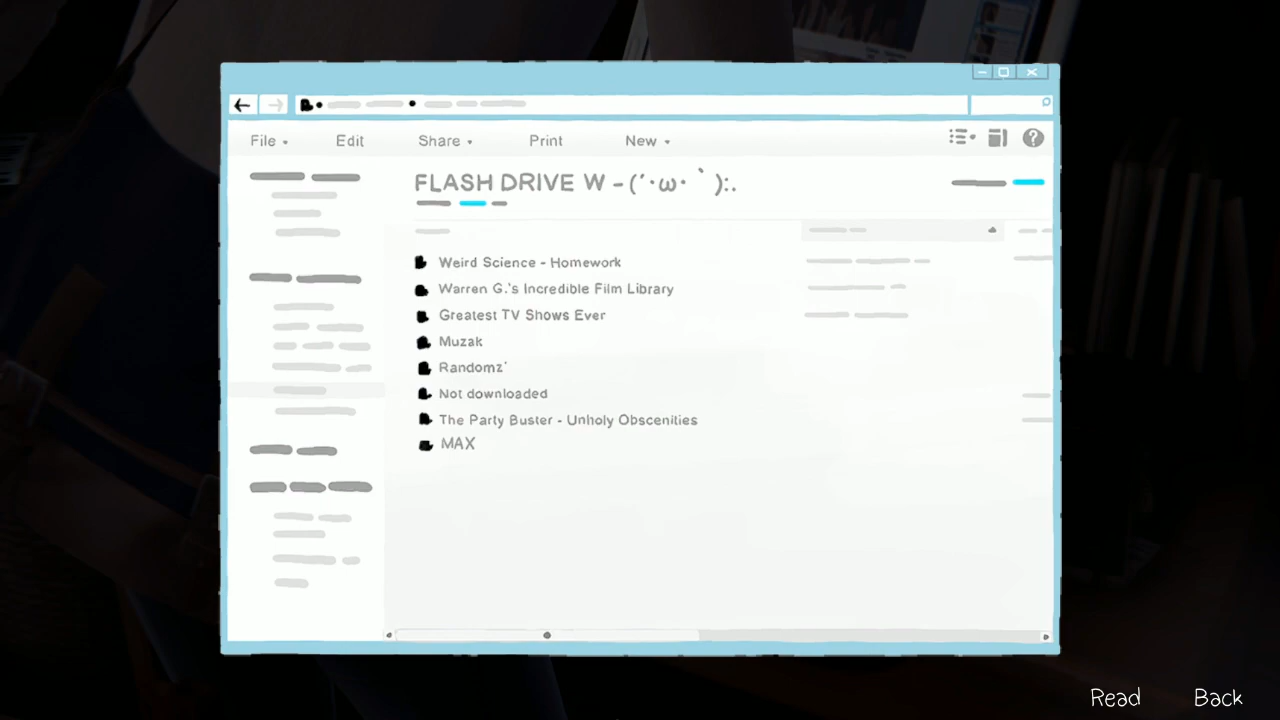 File Edit Share Print New
FLASH DRIVE W - (´･ω･`):.
Weird Science - Homework
Warren G.'s Incredible Film Library
Greatest TV Shows Ever
Muzak
Randomz'
Not downloaded
The Party Buster - Unholy Obscenities
MAX
Read Back